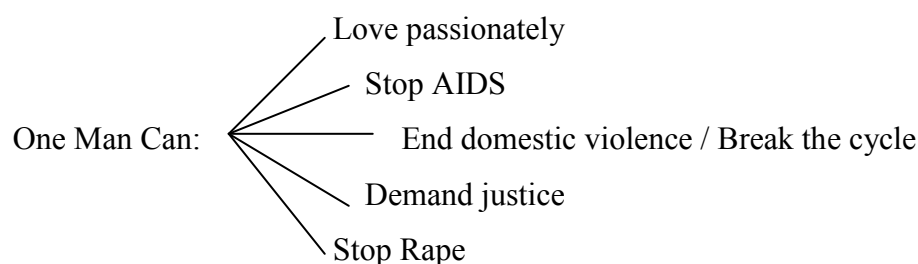 Love passionately
Stop AIDS
One Man Can: End domestic violence / Break the cycle
Demand justice
Stop Rape